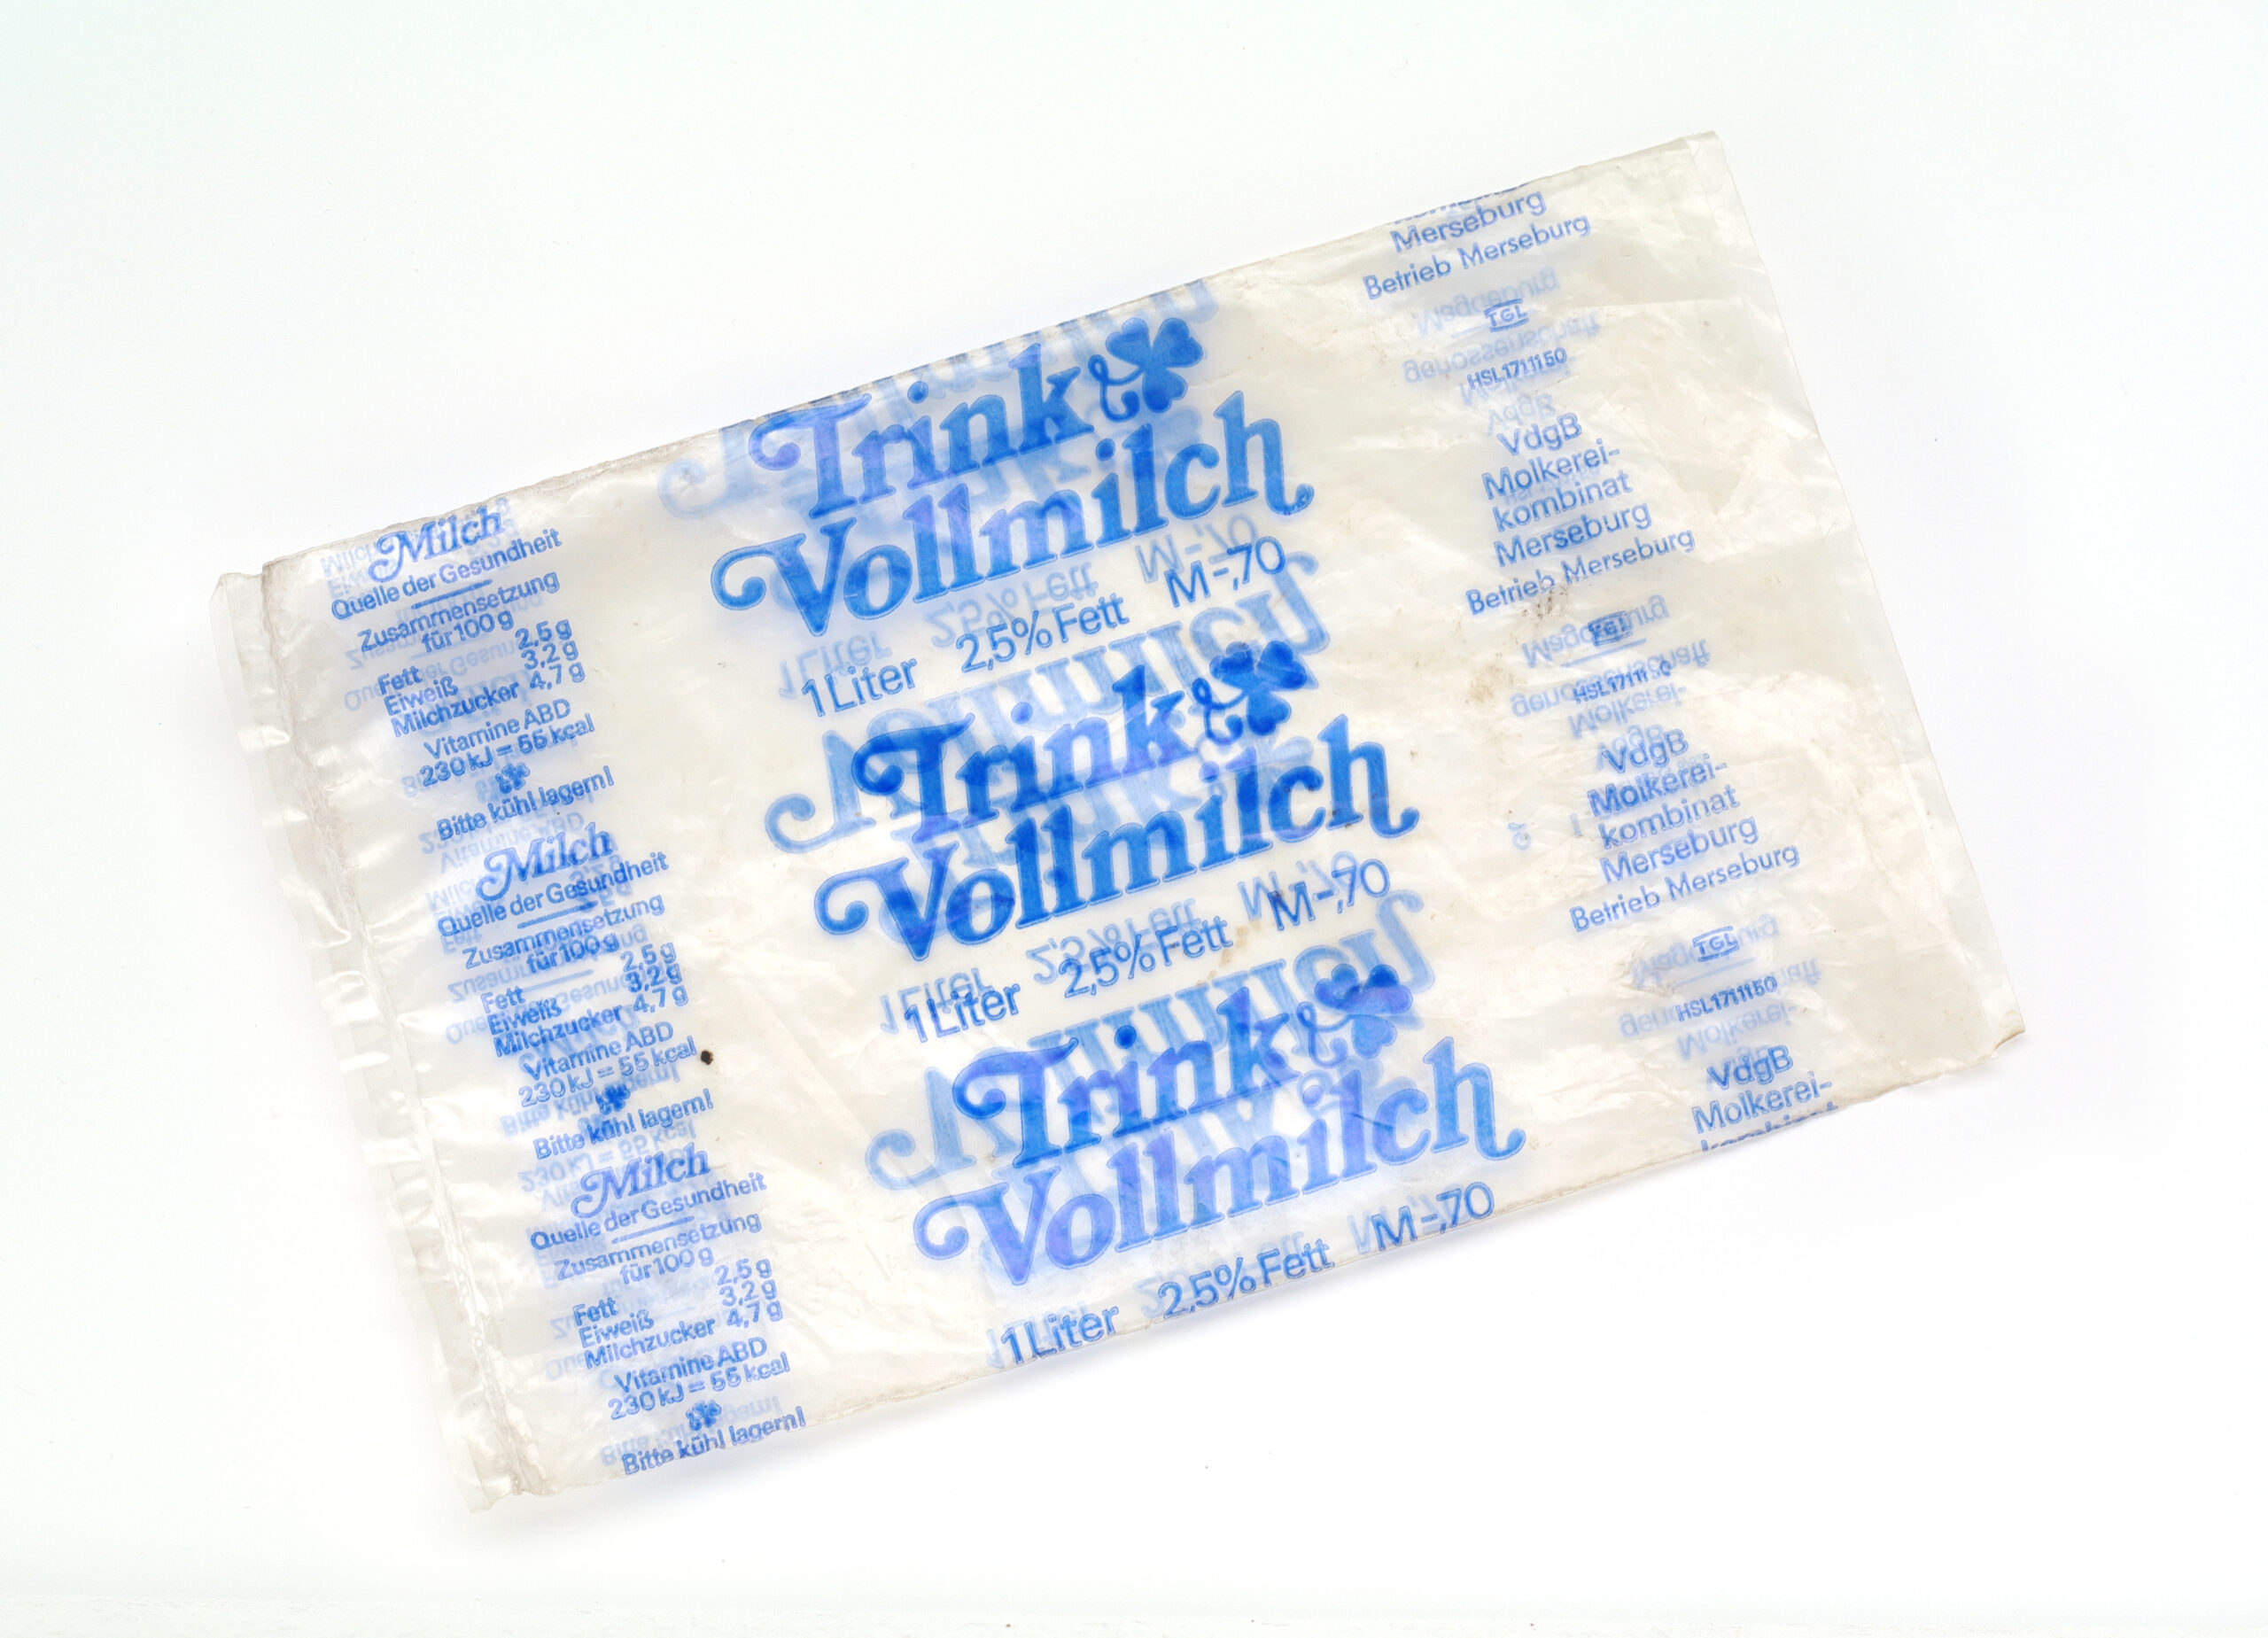 Milch
Quelle der Gesundheit
Zusammensetzung
für 100 g
Fett 2,5 g
Eiweiß 3,2 g
Milchzucker 4,7 g
Vitamine ABD
230 kJ = 55 kcal
Bitte kühl lagern!
Milch
Quelle der Gesundheit
Zusammensetzung
für 100 g
Fett 2,5 g
Eiweiß 3,2 g
Milchzucker 4,7 g
Vitamine ABD
230 kJ = 55 kcal
Bitte kühl lagern!
Milch
Quelle der Gesundheit
Zusammensetzung
für 100 g
Fett 2,5 g
Eiweiß 3,2 g
Milchzucker 4,7 g
Vitamine ABD
230 kJ = 55 kcal
Bitte kühl lagern!
Trink
Vollmilch
1 Liter 2,5% Fett M -,70
Trink
Vollmilch
1 Liter 2,5% Fett M -,70
Trink
Vollmilch
1 Liter 2,5% Fett M -,70
Merseburg
Betrieb Merseburg
TGL
HSL 1711150
VdgB
Molkerei-
kombinat
Merseburg
Betrieb Merseburg
TGL
HSL 1711150
VdgB
Molkerei-
kombinat
Merseburg
Betrieb Merseburg
TGL
HSL 1711150
VdgB
Molkerei-